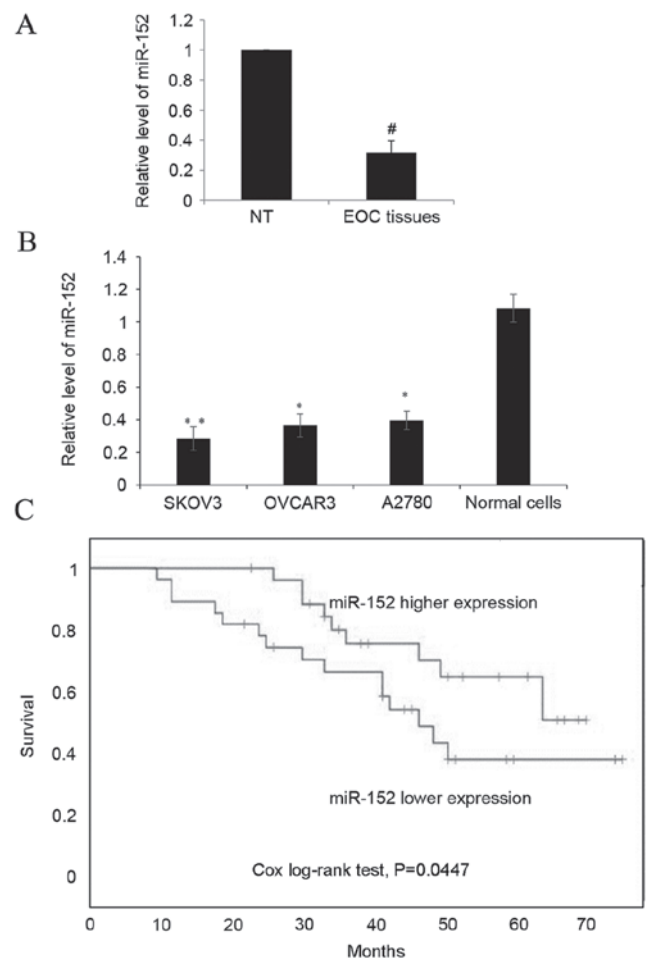 A
Relative level of miR-152
1
0.8
0.6
0.4
0.2
0
#
NT EOC tissues
B
Relative level of miR-152
1.4
1.2
1
0.8
0.6
0.4
0.2
0
* *
*
*
SKOV3 OVCAR3 A2780 Normal cells
C
Survival
1
0.8
0.6
0.4
0.2
0
miR-152 higher expression
miR-152 lower expression
Cox log-rank test, P=0.0447
0 10 20 30 40 50 60 70
Months